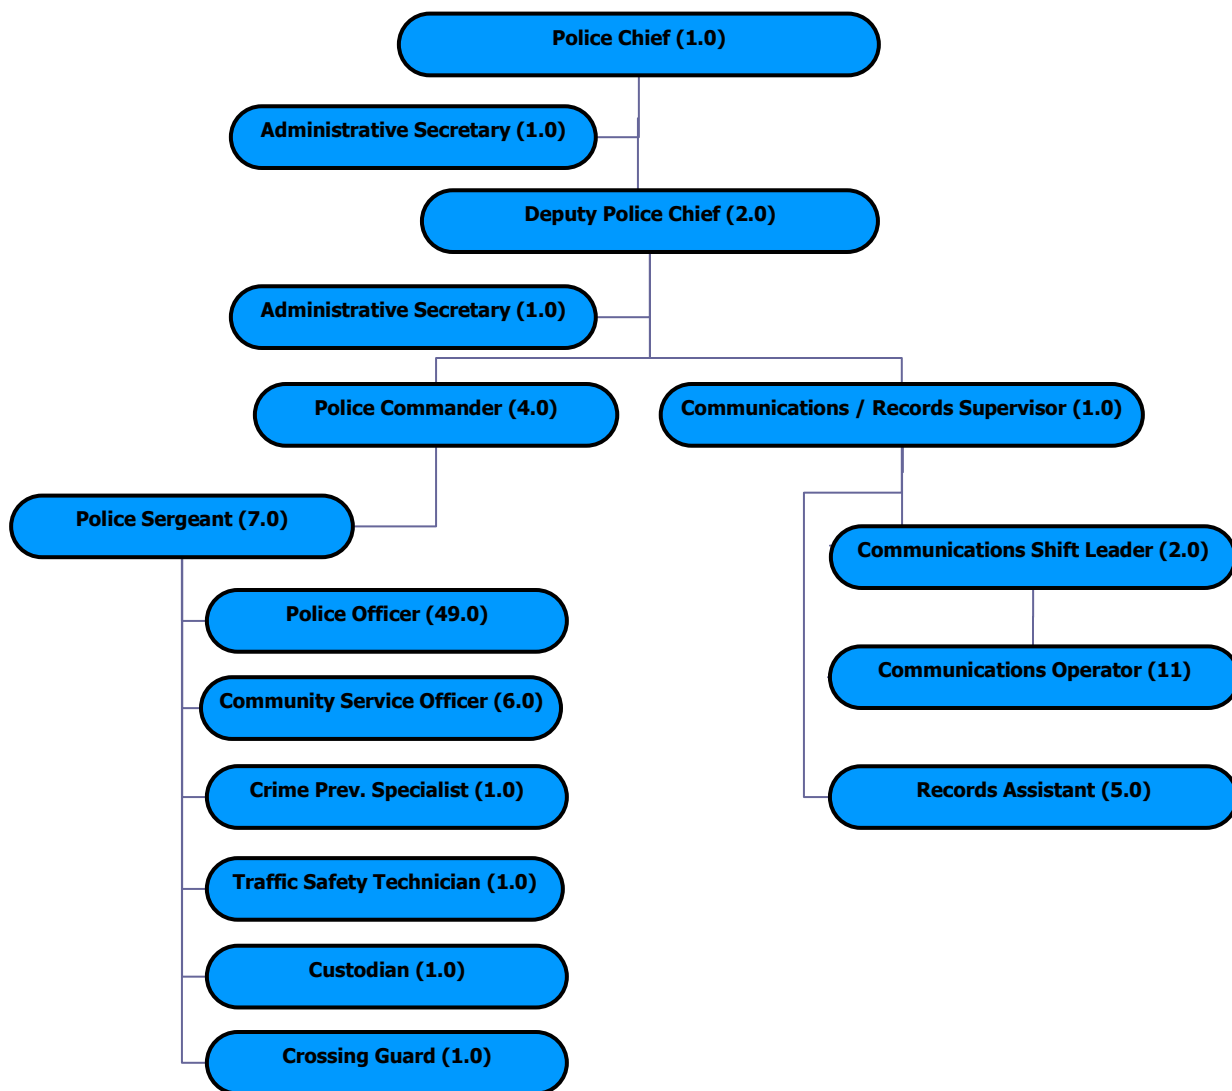 Police Chief (1.0)
Administrative Secretary (1.0)
Deputy Police Chief (2.0)
Administrative Secretary (1.0)
Police Commander (4.0)
Communications / Records Supervisor (1.0)
Police Sergeant (7.0)
Communications Shift Leader (2.0)
Police Officer (49.0)
Communications Operator (11)
Community Service Officer (6.0)
Crime Prev. Specialist (1.0)
Records Assistant (5.0)
Traffic Safety Technician (1.0)
Custodian (1.0)
Crossing Guard (1.0)